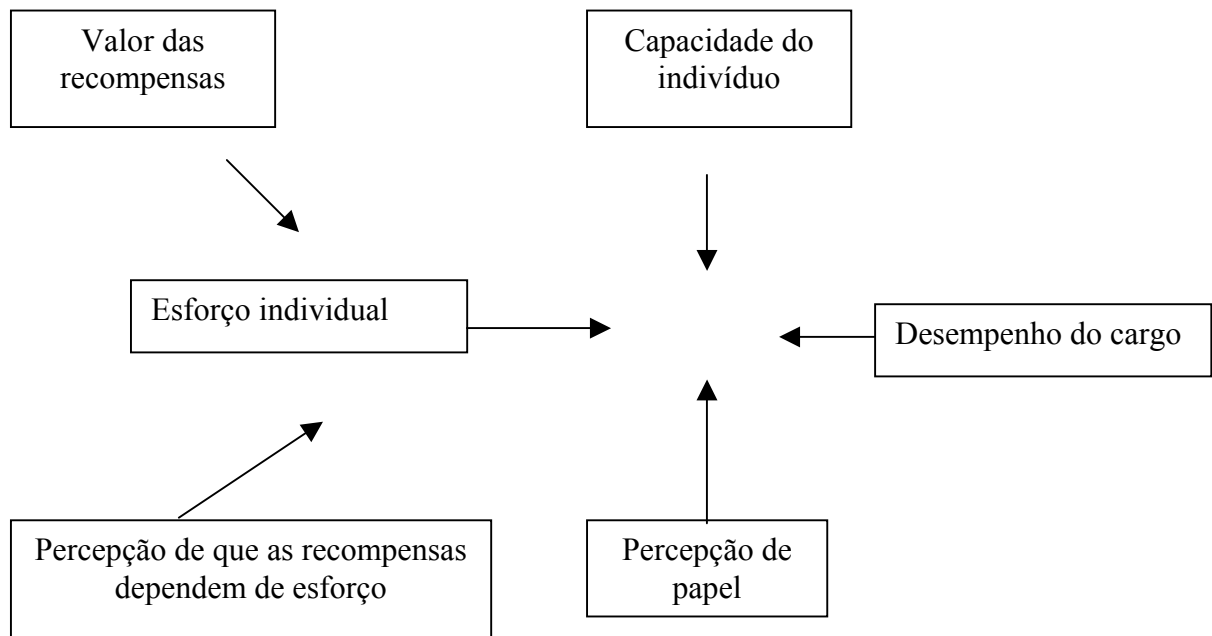 Valor das
recompensas
Capacidade do
indivíduo
Esforço individual
Desempenho do cargo
Percepção de que as recompensas
dependem de esforço
Percepção de
papel